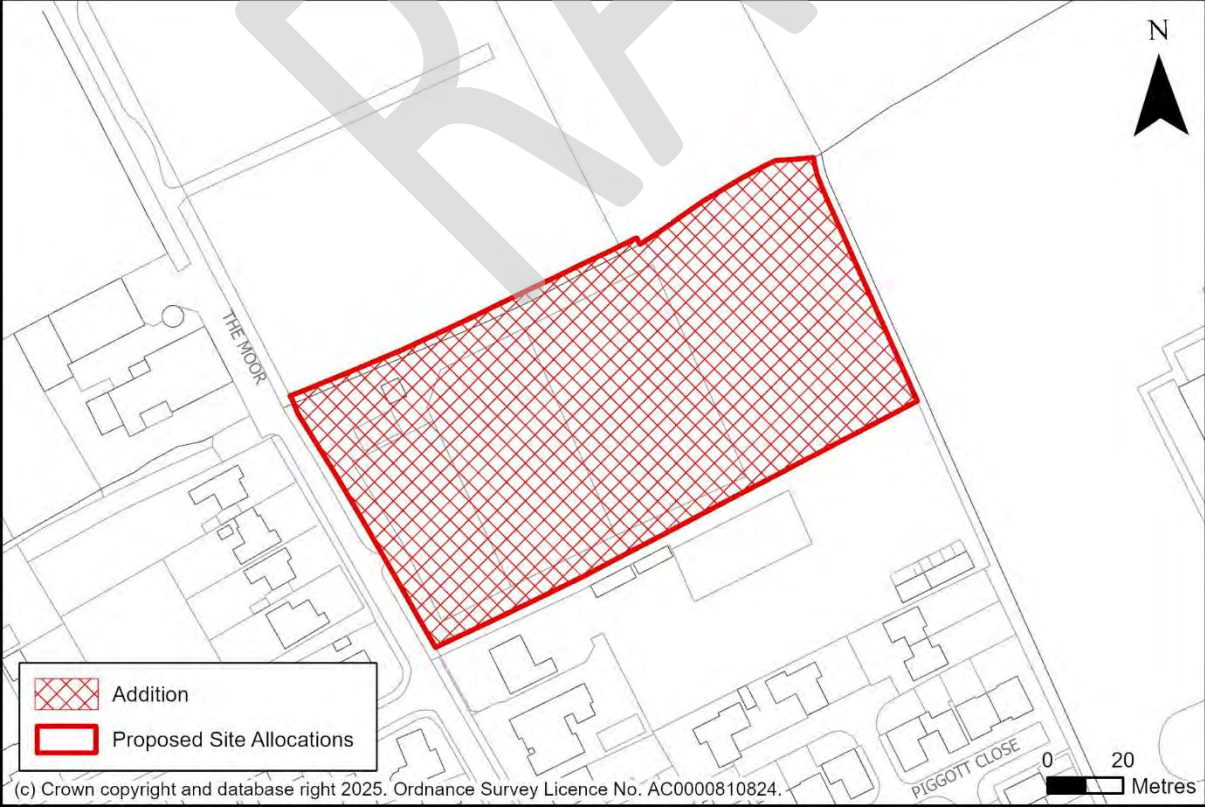 N
THE MOOR
Addition
Proposed Site Allocations
PIGGOTT CLOSE
0 20
Metres
(c) Crown copyright and database right 2025. Ordnance Survey Licence No. AC0000810824.